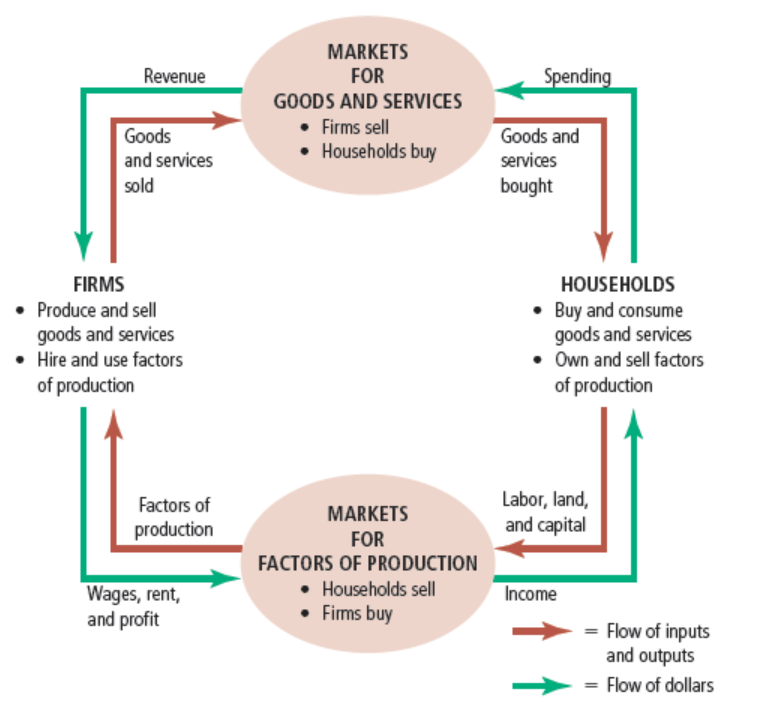 MARKETS
FOR
GOODS AND SERVICES
• Firms sell
• Households buy
Revenue
Spending
Goods
and services
sold
Goods and
services
bought
FIRMS
• Produce and sell
goods and services
• Hire and use factors
of production
HOUSEHOLDS
• Buy and consume
goods and services
• Own and sell factors
of production
Factors of
production
Labor, land,
and capital
MARKETS
FOR
FACTORS OF PRODUCTION
• Households sell
• Firms buy
Wages, rent,
and profit
Income
= Flow of inputs
and outputs
= Flow of dollars